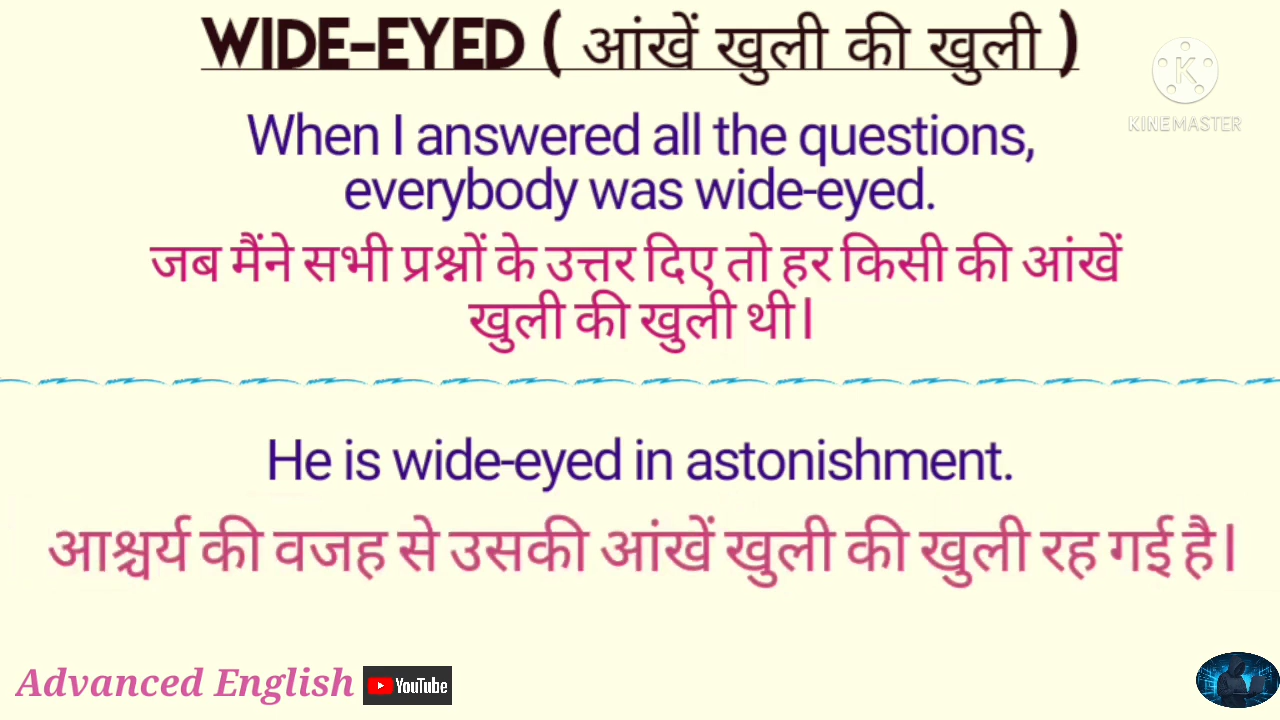 WIDE-EYED ( आंखें खुली की खुली )
KINEMASTER
When I answered all the questions,
everybody was wide-eyed.
जब मैंने सभी प्रश्नों के उत्तर दिए तो हर किसी की आंखें
खुली की खुली थी।
He is wide-eyed in astonishment.
आश्चर्य की वजह से उसकी आंखें खुली की खुली रह गई है।
Advanced English YouTube